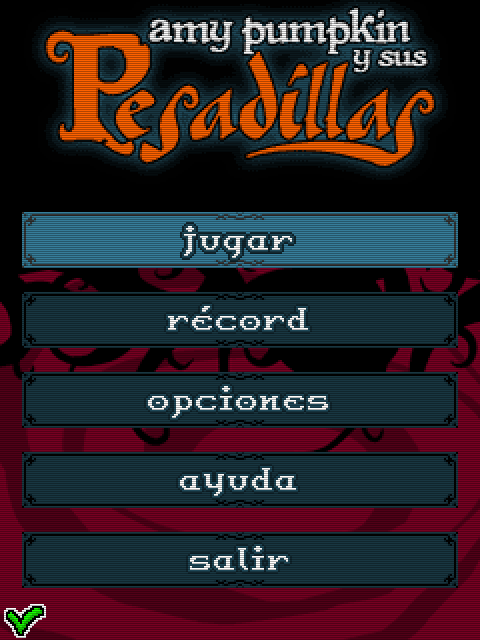 amy pumpkin
y sus
Pesadillas
jugar
récord
opciones
ayuda
salir